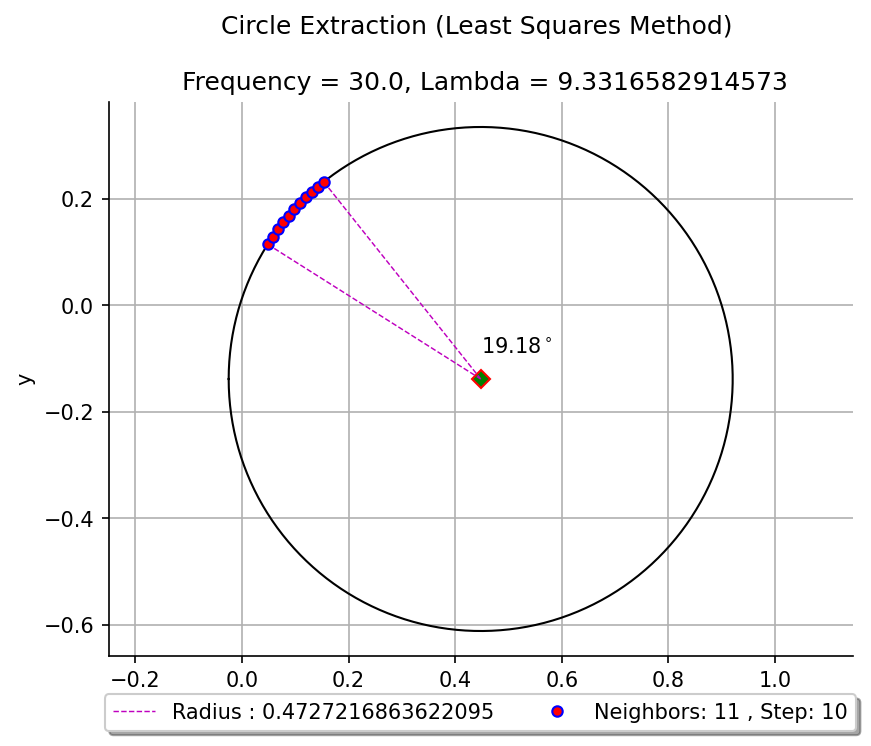 Circle Extraction (Least Squares Method)
Frequency = 30.0, Lambda = 9.3316582914573
0.2
0.0
−0.2
−0.4
−0.6
y
19.18°
−0.2 0.0 0.2 0.4 0.6 0.8 1.0
Radius : 0.4727216863622095 Neighbors: 11 , Step: 10